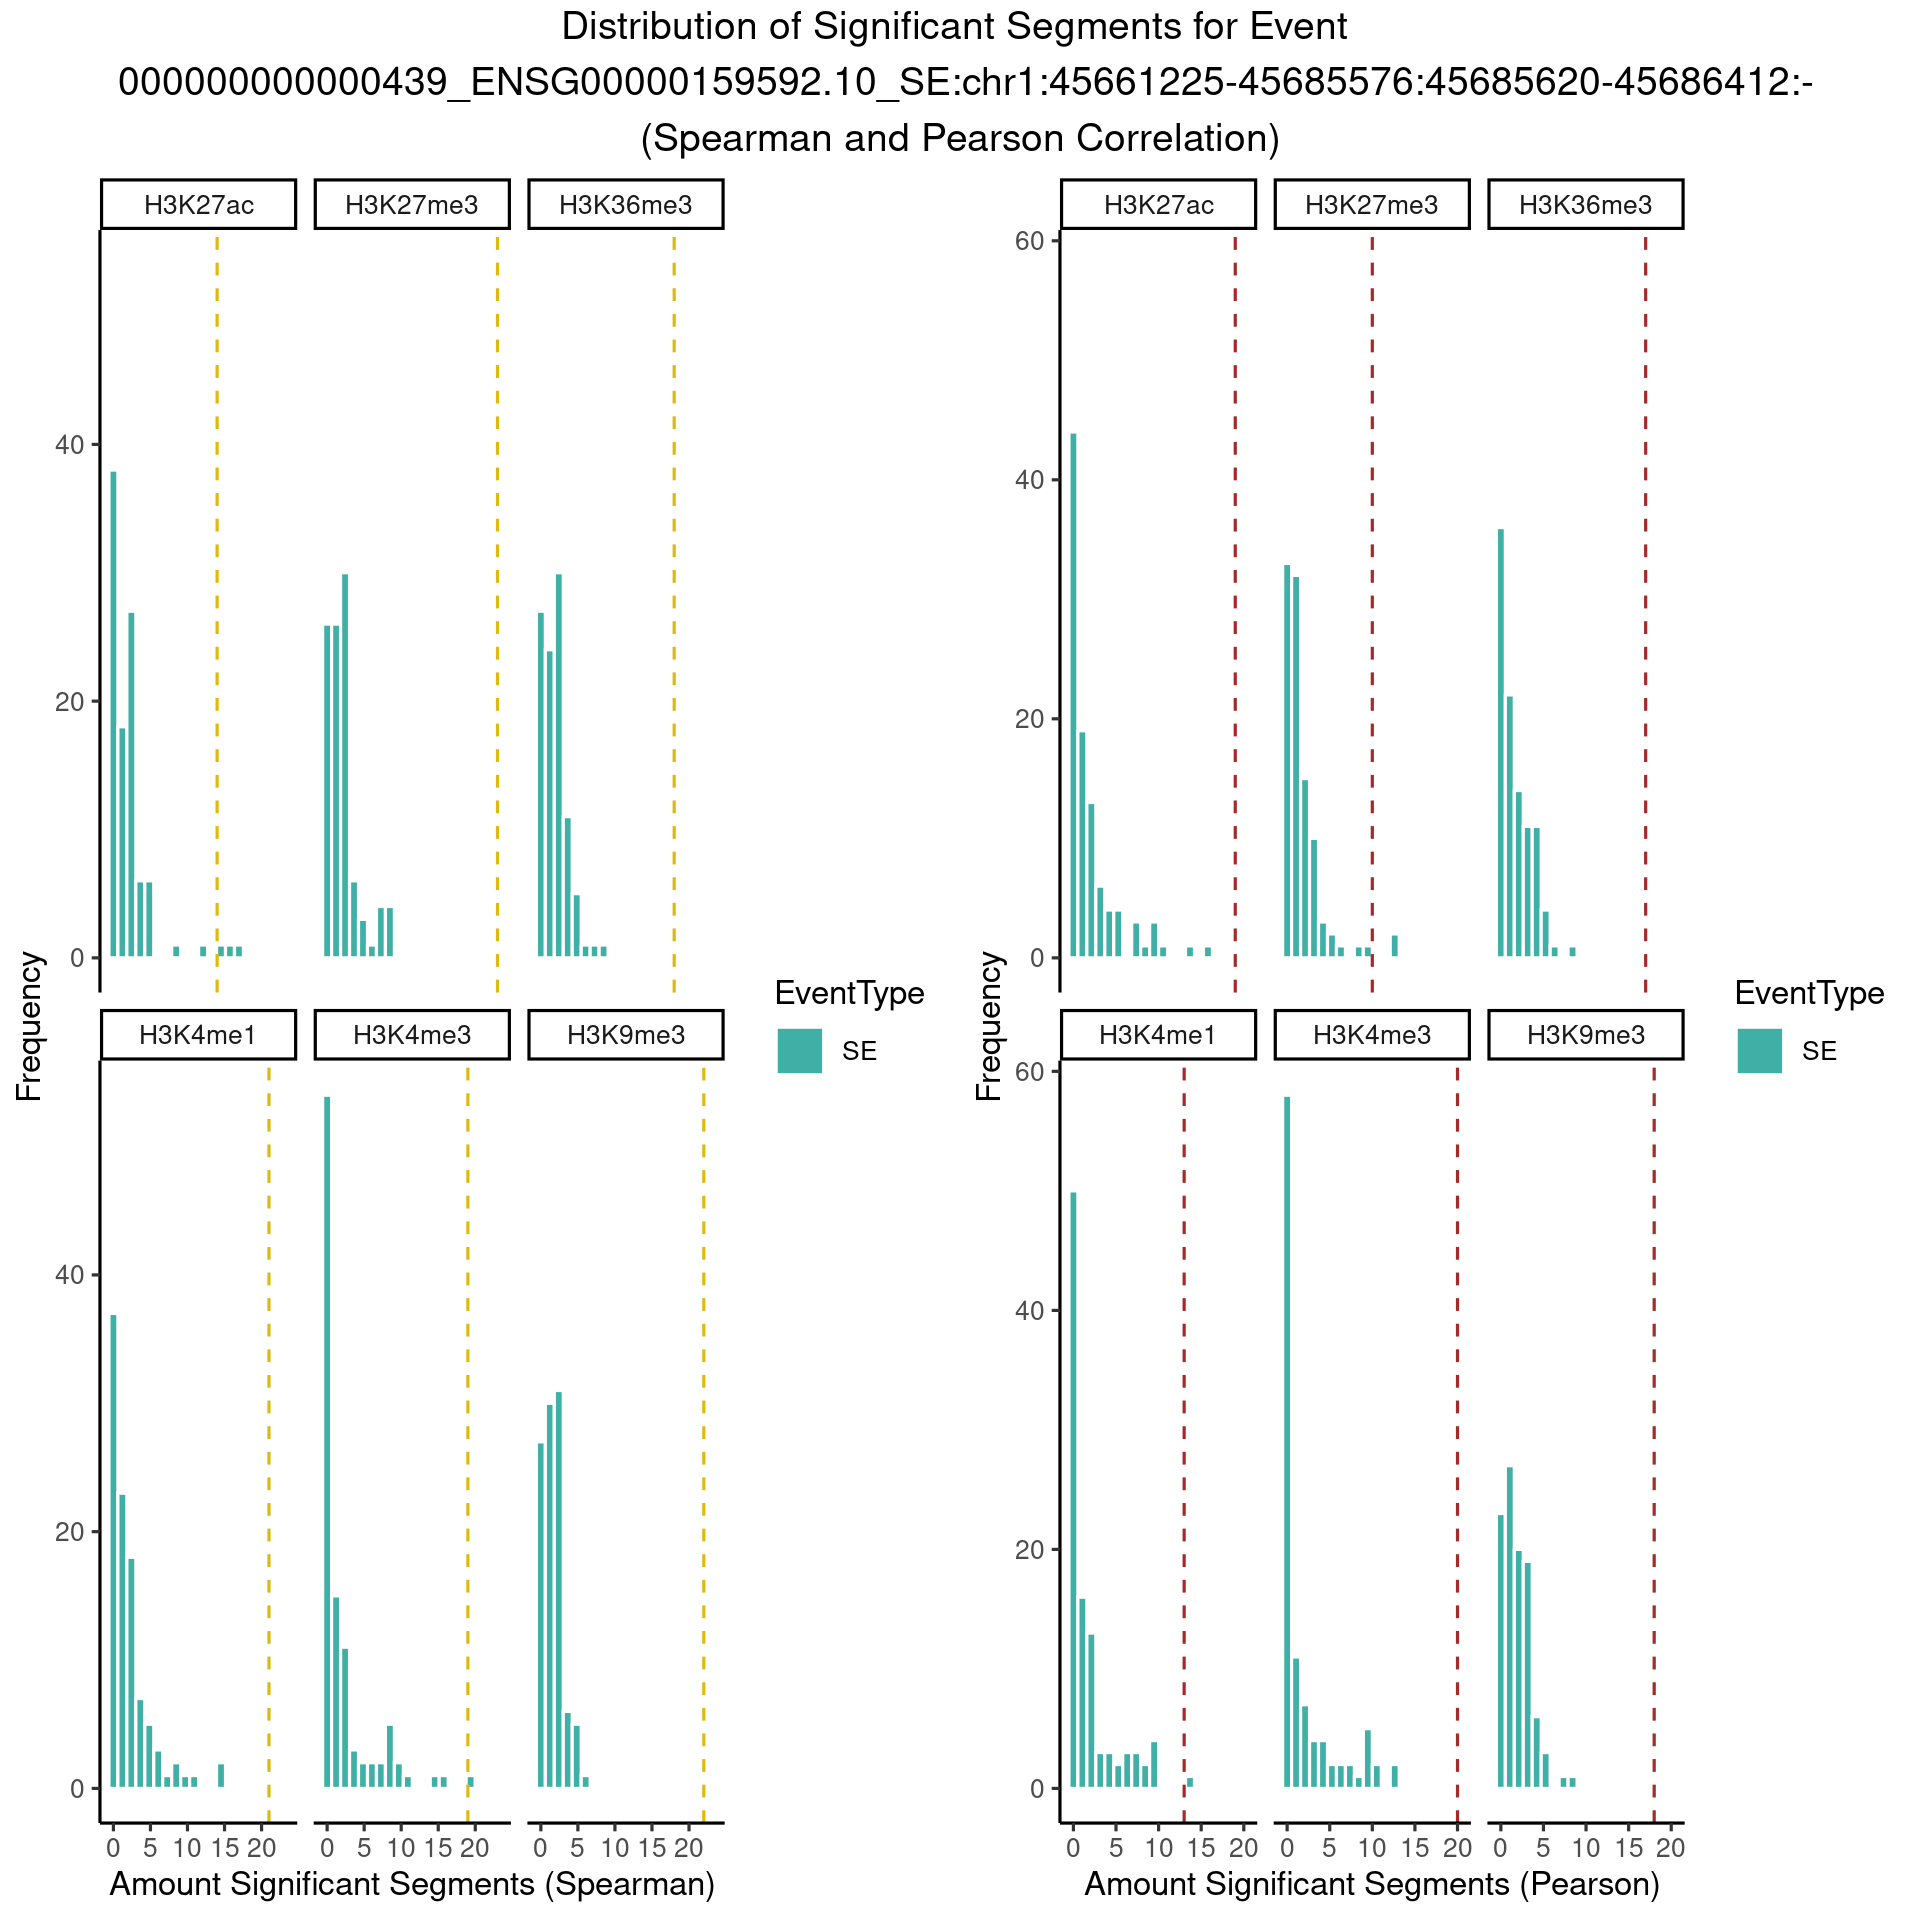 Distribution of Significant Segments for Event
000000000000439_ENSG00000159592.10_SE:chr1:45661225-45685576:45685620-45686412:-
(Spearman and Pearson Correlation)
H3K27ac H3K27me3 H3K36me3
40
20
0
H3K4me1 H3K4me3 H3K9me3
40
20
0
0 5 10 15 20 0 5 10 15 20 0 5 10 15 20
Amount Significant Segments (Spearman)
Frequency
EventType
SE
H3K27ac H3K27me3 H3K36me3
60
40
20
0
H3K4me1 H3K4me3 H3K9me3
60
40
20
0
0 5 10 15 20 0 5 10 15 20 0 5 10 15 20
Amount Significant Segments (Pearson)
Frequency
EventType
SE